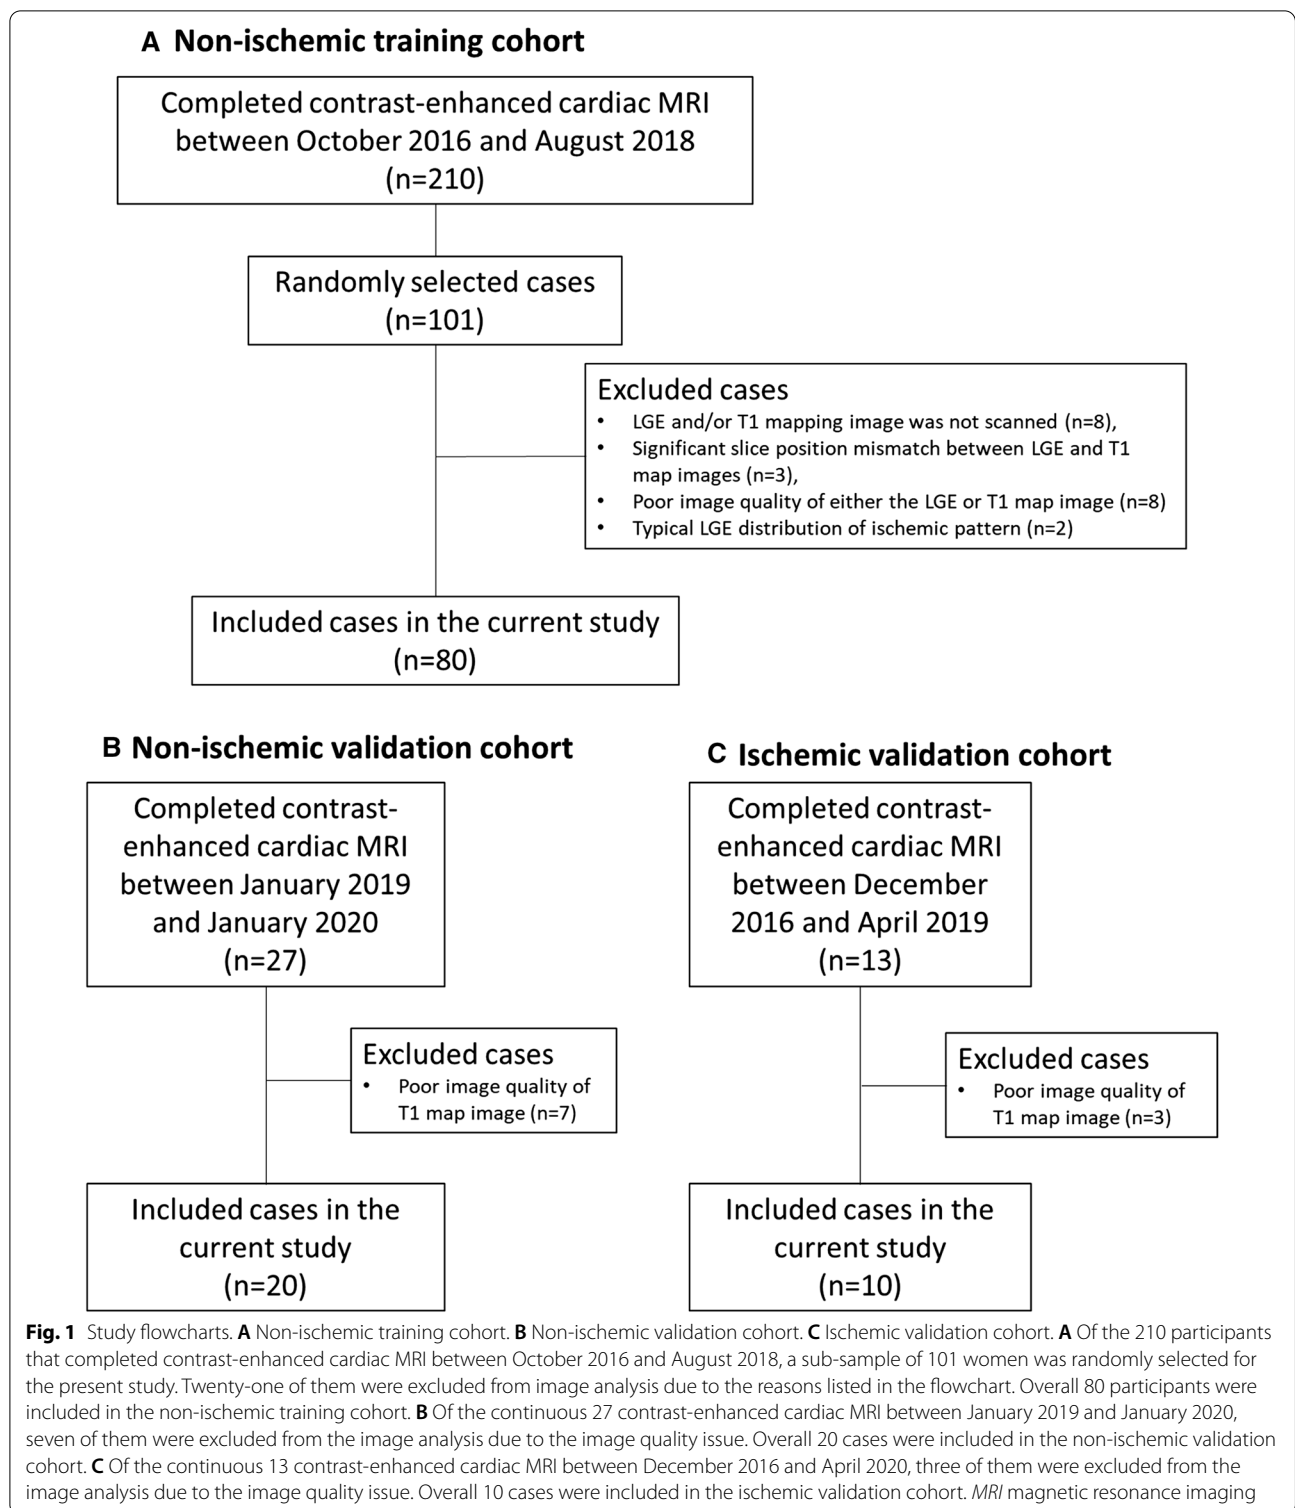 A Non-ischemic training cohort
Completed contrast-enhanced cardiac MRI
between October 2016 and August 2018
(n=210)
Randomly selected cases
(n=101)
Excluded cases
• LGE and/or T1 mapping image was not scanned (n=8),
• Significant slice position mismatch between LGE and T1
map images (n=3),
• Poor image quality of either the LGE or T1 map image (n=8)
• Typical LGE distribution of ischemic pattern (n=2)
Included cases in the current study
(n=80)
B Non-ischemic validation cohort
Completed contrast-
enhanced cardiac MRI
between January 2019
and January 2020
(n=27)
Excluded cases
• Poor image quality of
T1 map image (n=7)
Included cases in the
current study
(n=20)
C Ischemic validation cohort
Completed contrast-
enhanced cardiac MRI
between December
2016 and April 2019
(n=13)
Excluded cases
• Poor image quality of
T1 map image (n=3)
Included cases in the
current study
(n=10)
Fig. 1 Study flowcharts. A Non-ischemic training cohort. B Non-ischemic validation cohort. C Ischemic validation cohort. A Of the 210 participants
that completed contrast-enhanced cardiac MRI between October 2016 and August 2018, a sub-sample of 101 women was randomly selected for
the present study. Twenty-one of them were excluded from image analysis due to the reasons listed in the flowchart. Overall 80 participants were
included in the non-ischemic training cohort. B Of the continuous 27 contrast-enhanced cardiac MRI between January 2019 and January 2020,
seven of them were excluded from the image analysis due to the image quality issue. Overall 20 cases were included in the non-ischemic validation
cohort. C Of the continuous 13 contrast-enhanced cardiac MRI between December 2016 and April 2020, three of them were excluded from the
image analysis due to the image quality issue. Overall 10 cases were included in the ischemic validation cohort. MRI magnetic resonance imaging